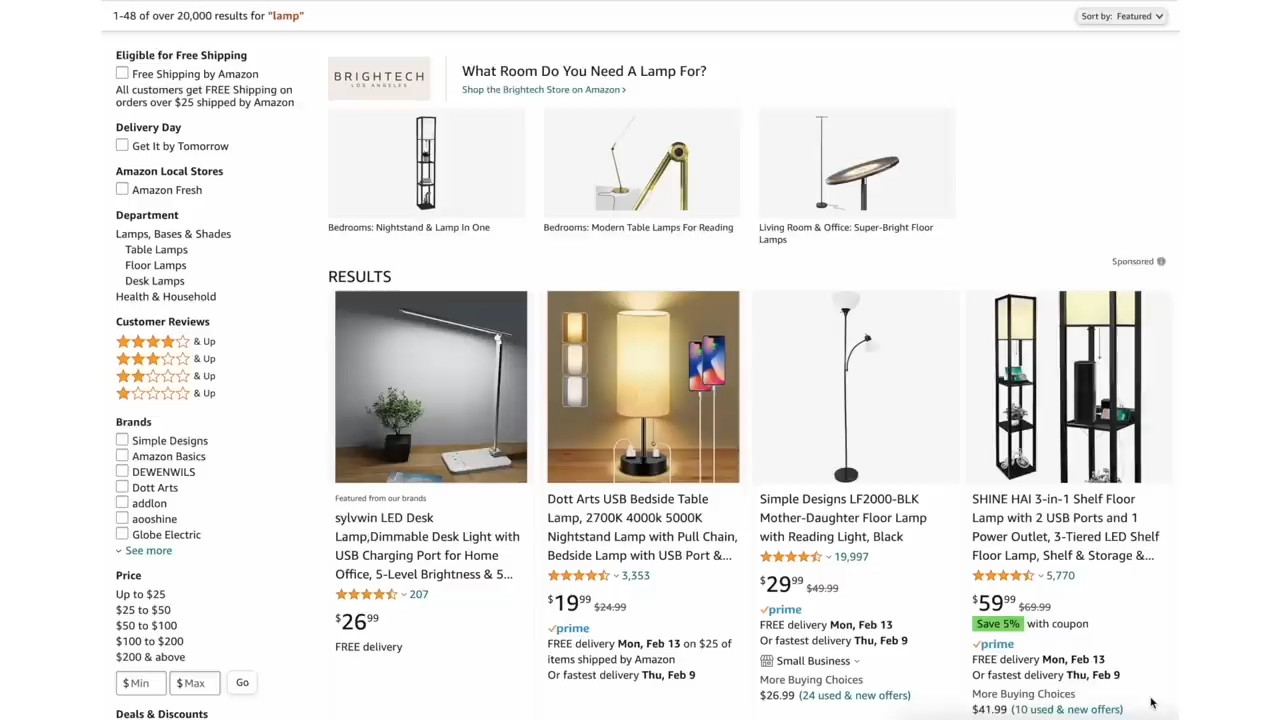 1-48 of over 20,000 results for "lamp"
Sort by: Featured
Eligible for Free Shipping
Free Shipping by Amazon
All customers get FREE Shipping on
orders over $25 shipped by Amazon
Delivery Day
Get It by Tomorrow
Amazon Local Stores
Amazon Fresh
Department
Lamps, Bases & Shades
Table Lamps
Floor Lamps
Desk Lamps
Health & Household
Customer Reviews
& Up
& Up
& Up
& Up
Brands
Simple Designs
Amazon Basics
DEWENWILS
Dott Arts
addlon
aooshine
Globe Electric
See more
Price
Up to $25
$25 to $50
$50 to $100
$100 to $200
$200 & above
$ Min
$ Max
Go
Deals & Discounts
BRIGHTECH
LOS ANGELES
What Room Do You Need A Lamp For?
Shop the Brightech Store on Amazon ›
Bedrooms: Nightstand & Lamp In One
Bedrooms: Modern Table Lamps For Reading
Living Room & Office: Super-Bright Floor
Lamps
Sponsored
RESULTS
Featured from our brands
sylvwin LED Desk
Lamp,Dimmable Desk Light with
USB Charging Port for Home
Office, 5-Level Brightness & 5...
207
$26.99
FREE delivery
Dott Arts USB Bedside Table
Lamp, 2700K 4000k 5000K
Nightstand Lamp with Pull Chain,
Bedside Lamp with USB Port &...
3,353
$19.99 $24.99
prime
FREE delivery Mon, Feb 13 on $25 of
items shipped by Amazon
Or fastest delivery Thu, Feb 9
Simple Designs LF2000-BLK
Mother-Daughter Floor Lamp
with Reading Light, Black
19,997
$29.99 $49.99
prime
FREE delivery Mon, Feb 13
Or fastest delivery Thu, Feb 9
Small Business
More Buying Choices
$26.99 (24 used & new offers)
SHINE HAI 3-in-1 Shelf Floor
Lamp with 2 USB Ports and 1
Power Outlet, 3-Tiered LED Shelf
Floor Lamp, Shelf & Storage &...
5,770
$59.99 $69.99
Save 5% with coupon
prime
FREE delivery Mon, Feb 13
Or fastest delivery Thu, Feb 9
More Buying Choices
$41.99 (10 used & new offers)